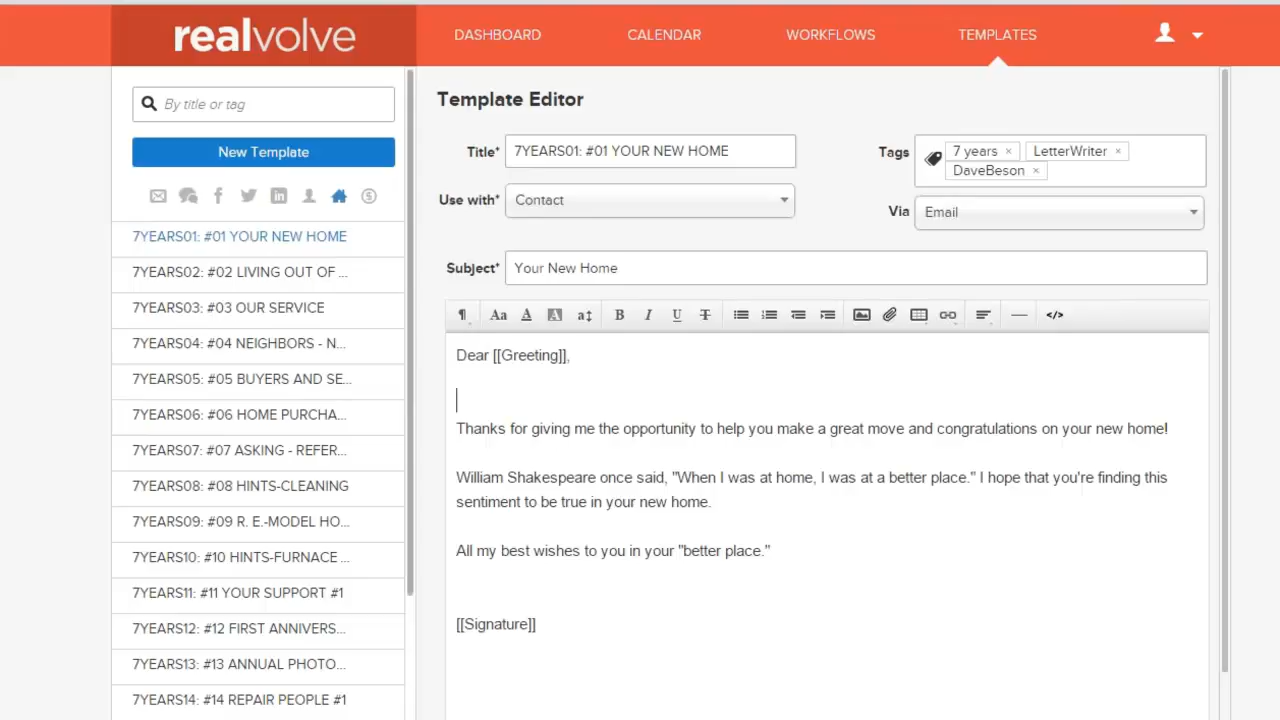 realvolve
DASHBOARD
CALENDAR
WORKFLOWS
TEMPLATES
By title or tag
New Template
7YEARS01: #01 YOUR NEW HOME
7YEARS02: #02 LIVING OUT OF ...
7YEARS03: #03 OUR SERVICE
7YEARS04: #04 NEIGHBORS - N...
7YEARS05: #05 BUYERS AND SE...
7YEARS06: #06 HOME PURCHA...
7YEARS07: #07 ASKING - REFER...
7YEARS08: #08 HINTS-CLEANING
7YEARS09: #09 R. E.-MODEL HO...
7YEARS10: #10 HINTS-FURNACE ...
7YEARS11: #11 YOUR SUPPORT #1
7YEARS12: #12 FIRST ANNIVERS...
7YEARS13: #13 ANNUAL PHOTO...
7YEARS14: #14 REPAIR PEOPLE #1
Template Editor
Title* 7YEARS01: #01 YOUR NEW HOME
Tags 7 years × LetterWriter ×
DaveBeson ×
Use with* Contact
Via Email
Subject* Your New Home
¶ Aa A A a↕ B I U T </>
Dear [[Greeting]],
Thanks for giving me the opportunity to help you make a great move and congratulations on your new home!
William Shakespeare once said, "When I was at home, I was at a better place." I hope that you're finding this
sentiment to be true in your new home.
All my best wishes to you in your "better place."
[[Signature]]